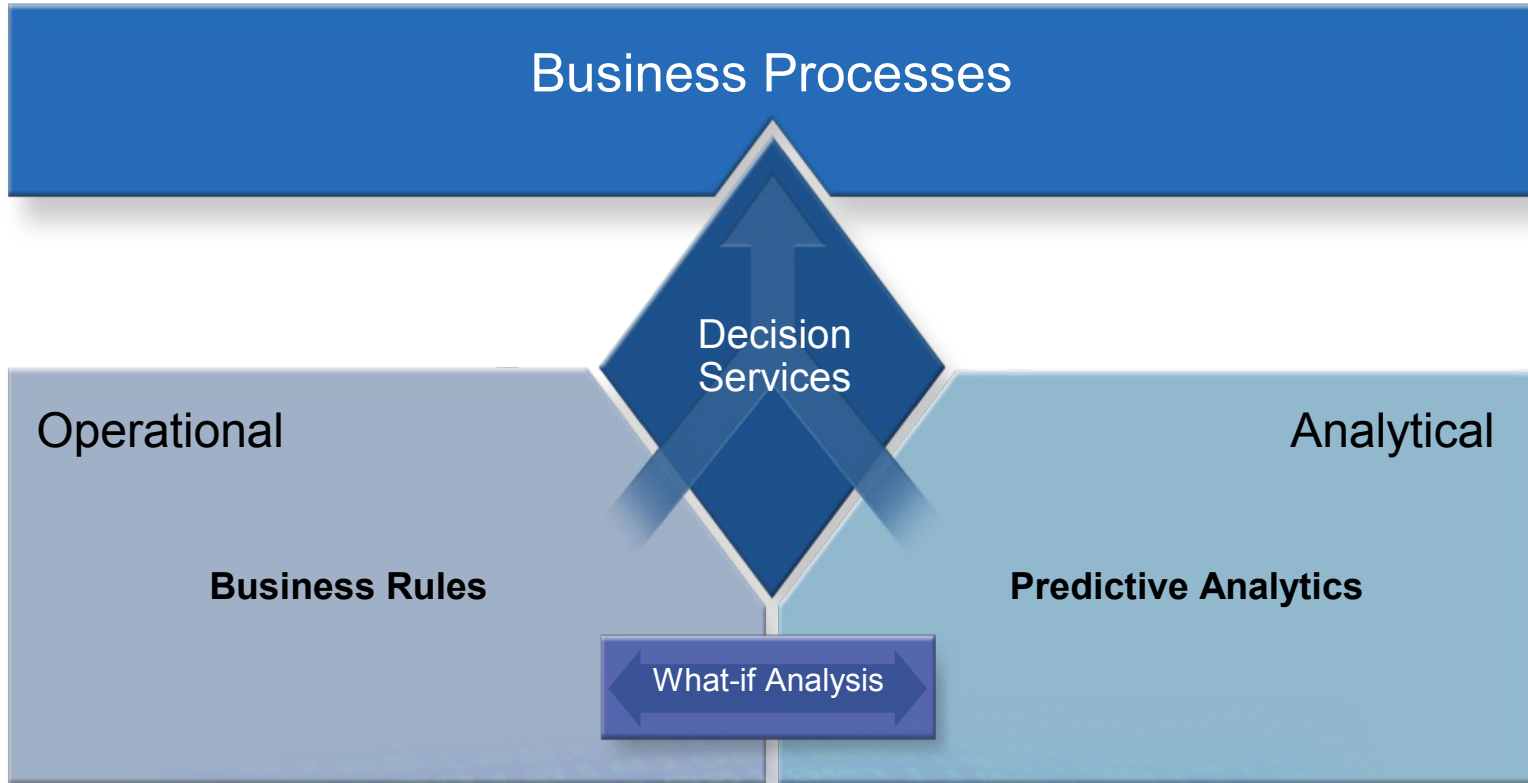 Business Processes
Decision
Services
Operational
Analytical
Business Rules
Predictive Analytics
What-if Analysis